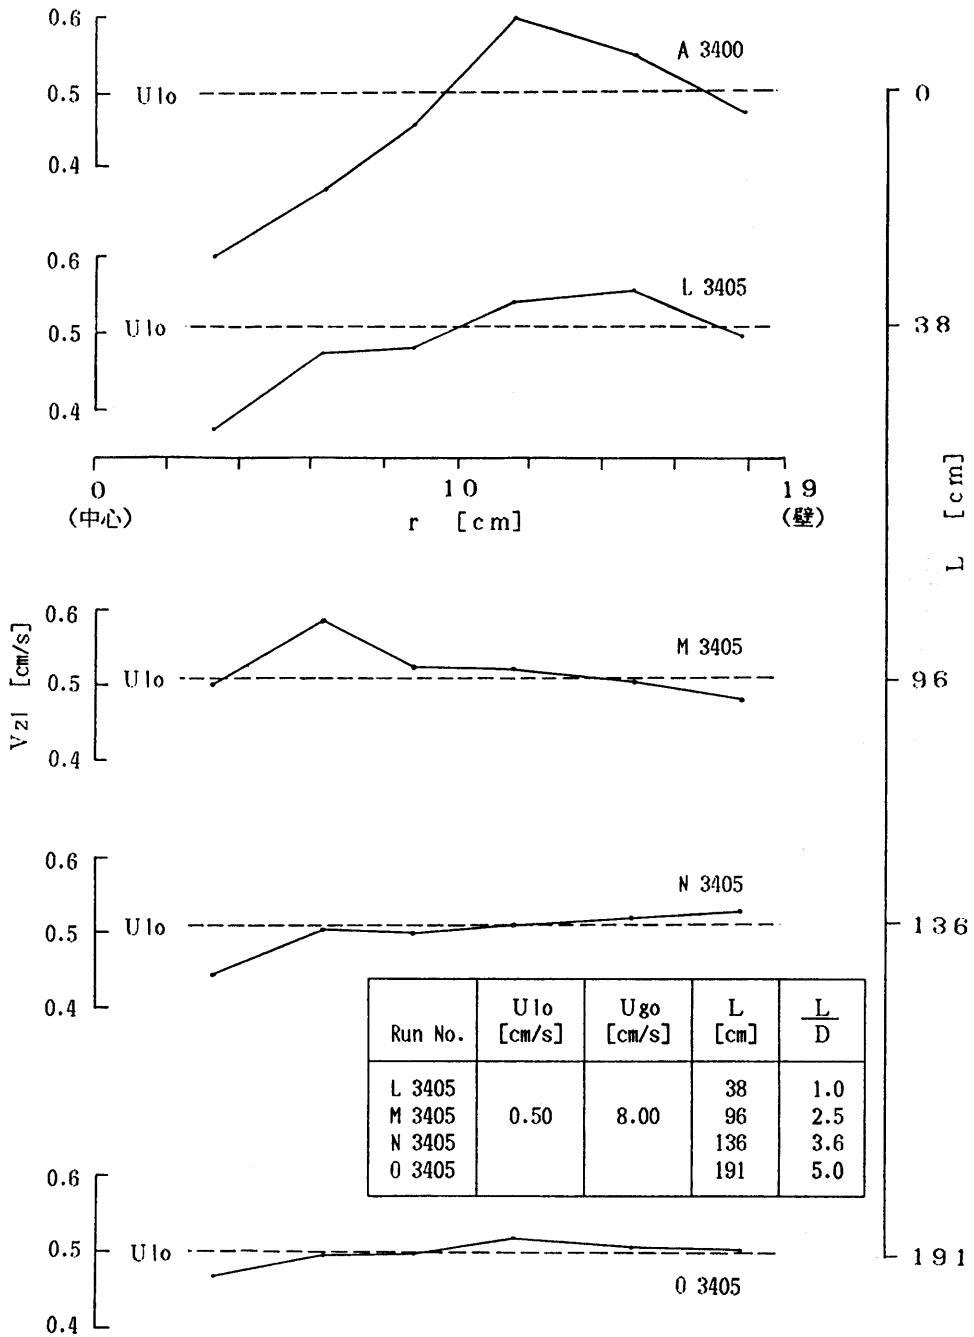 0.6
A 3400
0.5
Ulo
0
0.4
0.6
L 3405
0.5
Ulo
38
0.4
0
10
19
(中心)
r [cm]
(壁)
L [cm]
0.6
M 3405
Vzl [cm/s]
0.5
Ulo
96
0.4
0.6
N 3405
0.5
Ulo
136
0.4
Run No. Ulo [cm/s] Ugo [cm/s] L [cm] L/D
L 3405 38 1.0
M 3405 0.50 8.00 96 2.5
N 3405 136 3.6
O 3405 191 5.0
0.6
0.5
Ulo
191
O 3405
0.4